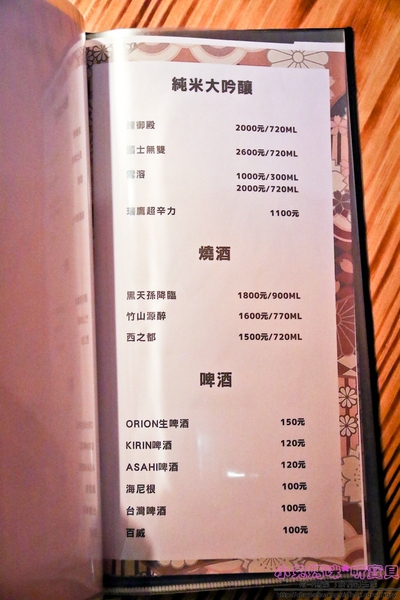 純米大吟釀
御殿 2000元/720ML
士無雙 2600元/720ML
溶 1000元/300ML
2000元/720ML
瑞鷹超辛力 1100元
燒酒
黑天孫降臨 1800元/900ML
竹山源醉 1600元/770ML
西之都 1500元/720ML
啤酒
ORION生啤酒 150元
KIRIN啤酒 120元
ASAHI啤酒 120元
海尼根 100元
台灣啤酒 100元
百威 100元